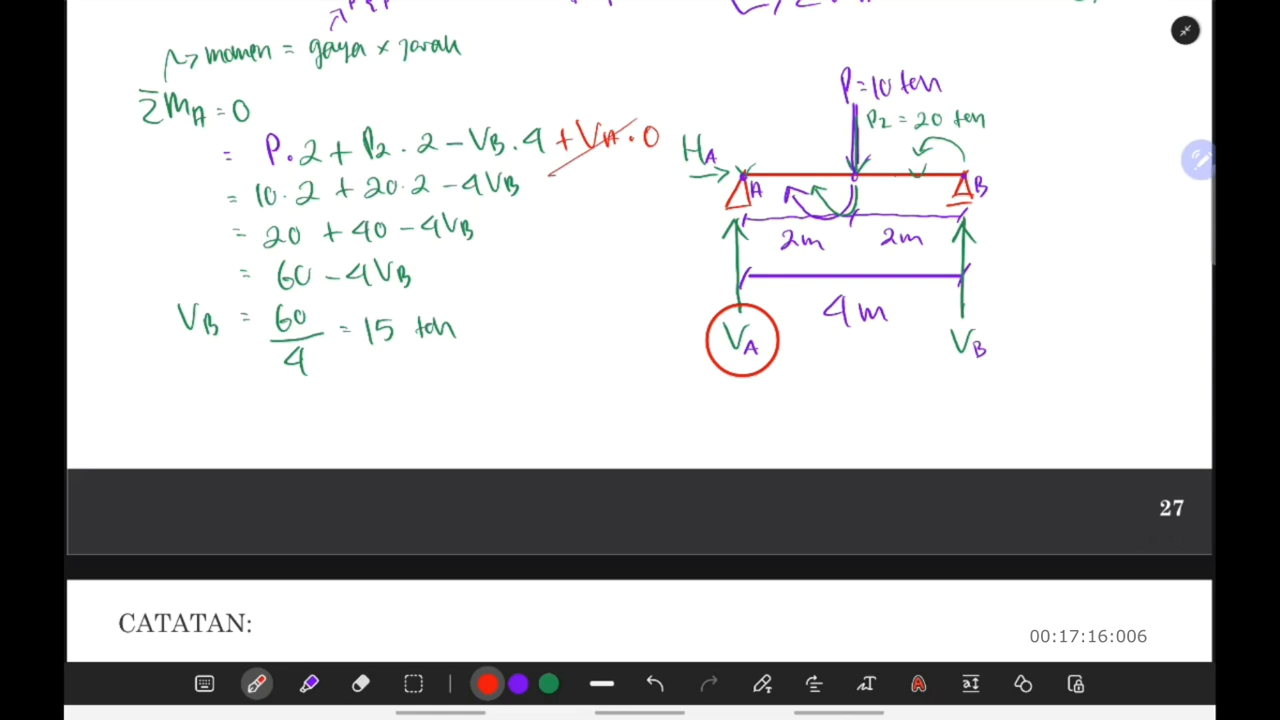 momen = gaya × jarak
ΣMA = 0
= P.2 + P2.2 - VB.4 + VA.0
= 10.2 + 20.2 - 4VB
= 20 + 40 - 4VB
= 60 - 4VB
VB = 60/4 = 15 ton
P = 10 ton
P2 = 20 ton
HA
A
B
2m
2m
4m
VA
VB
27
CATATAN:
00:17:16:006